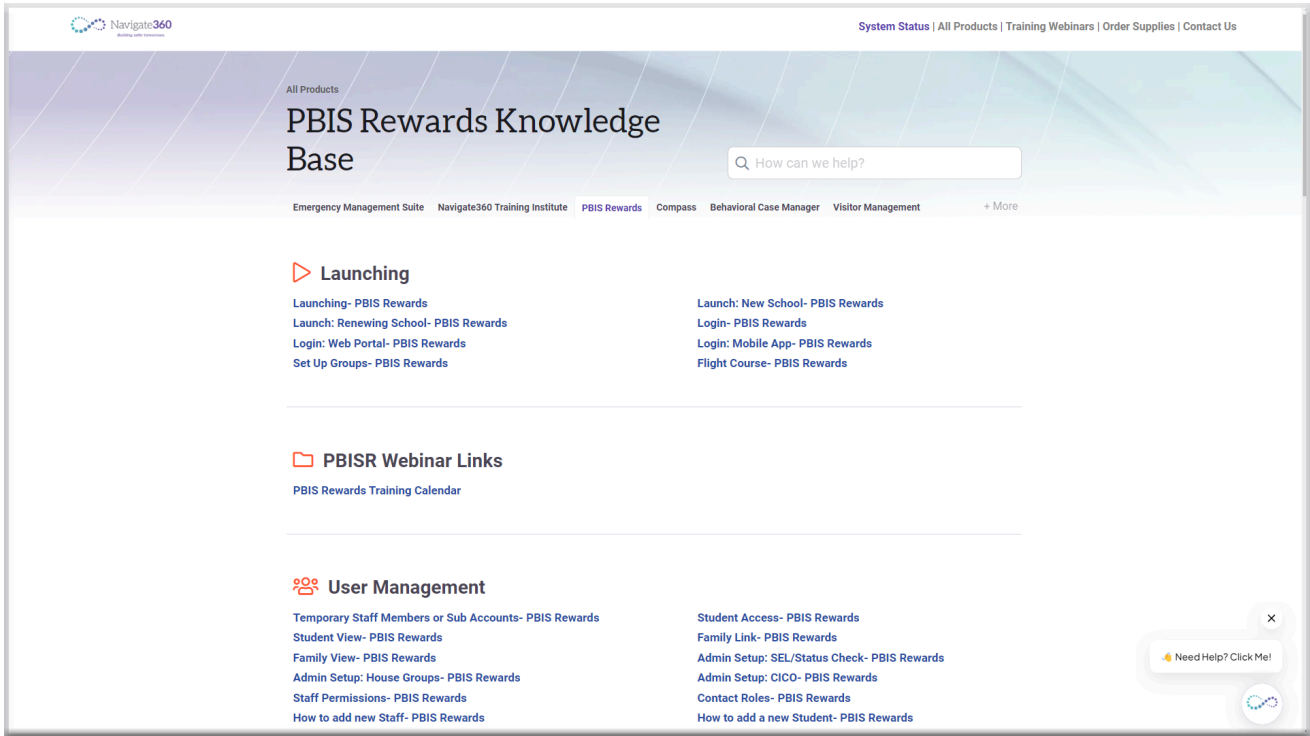 Navigate360
System Status | All Products | Training Webinars | Order Supplies | Contact Us
All Products
PBIS Rewards Knowledge
Base
How can we help?
Emergency Management Suite Navigate360 Training Institute PBIS Rewards Compass Behavioral Case Manager Visitor Management + More
Launching
Launching- PBIS Rewards Launch: New School- PBIS Rewards
Launch: Renewing School- PBIS Rewards Login- PBIS Rewards
Login: Web Portal- PBIS Rewards Login: Mobile App- PBIS Rewards
Set Up Groups- PBIS Rewards Flight Course- PBIS Rewards
PBISR Webinar Links
PBIS Rewards Training Calendar
User Management
Temporary Staff Members or Sub Accounts- PBIS Rewards Student Access- PBIS Rewards
Student View- PBIS Rewards Family Link- PBIS Rewards
Family View- PBIS Rewards Admin Setup: SEL/Status Check- PBIS Rewards
Admin Setup: House Groups- PBIS Rewards Admin Setup: CICO- PBIS Rewards
Staff Permissions- PBIS Rewards Contact Roles- PBIS Rewards
How to add new Staff- PBIS Rewards How to add a new Student- PBIS Rewards
Need Help? Click Me!